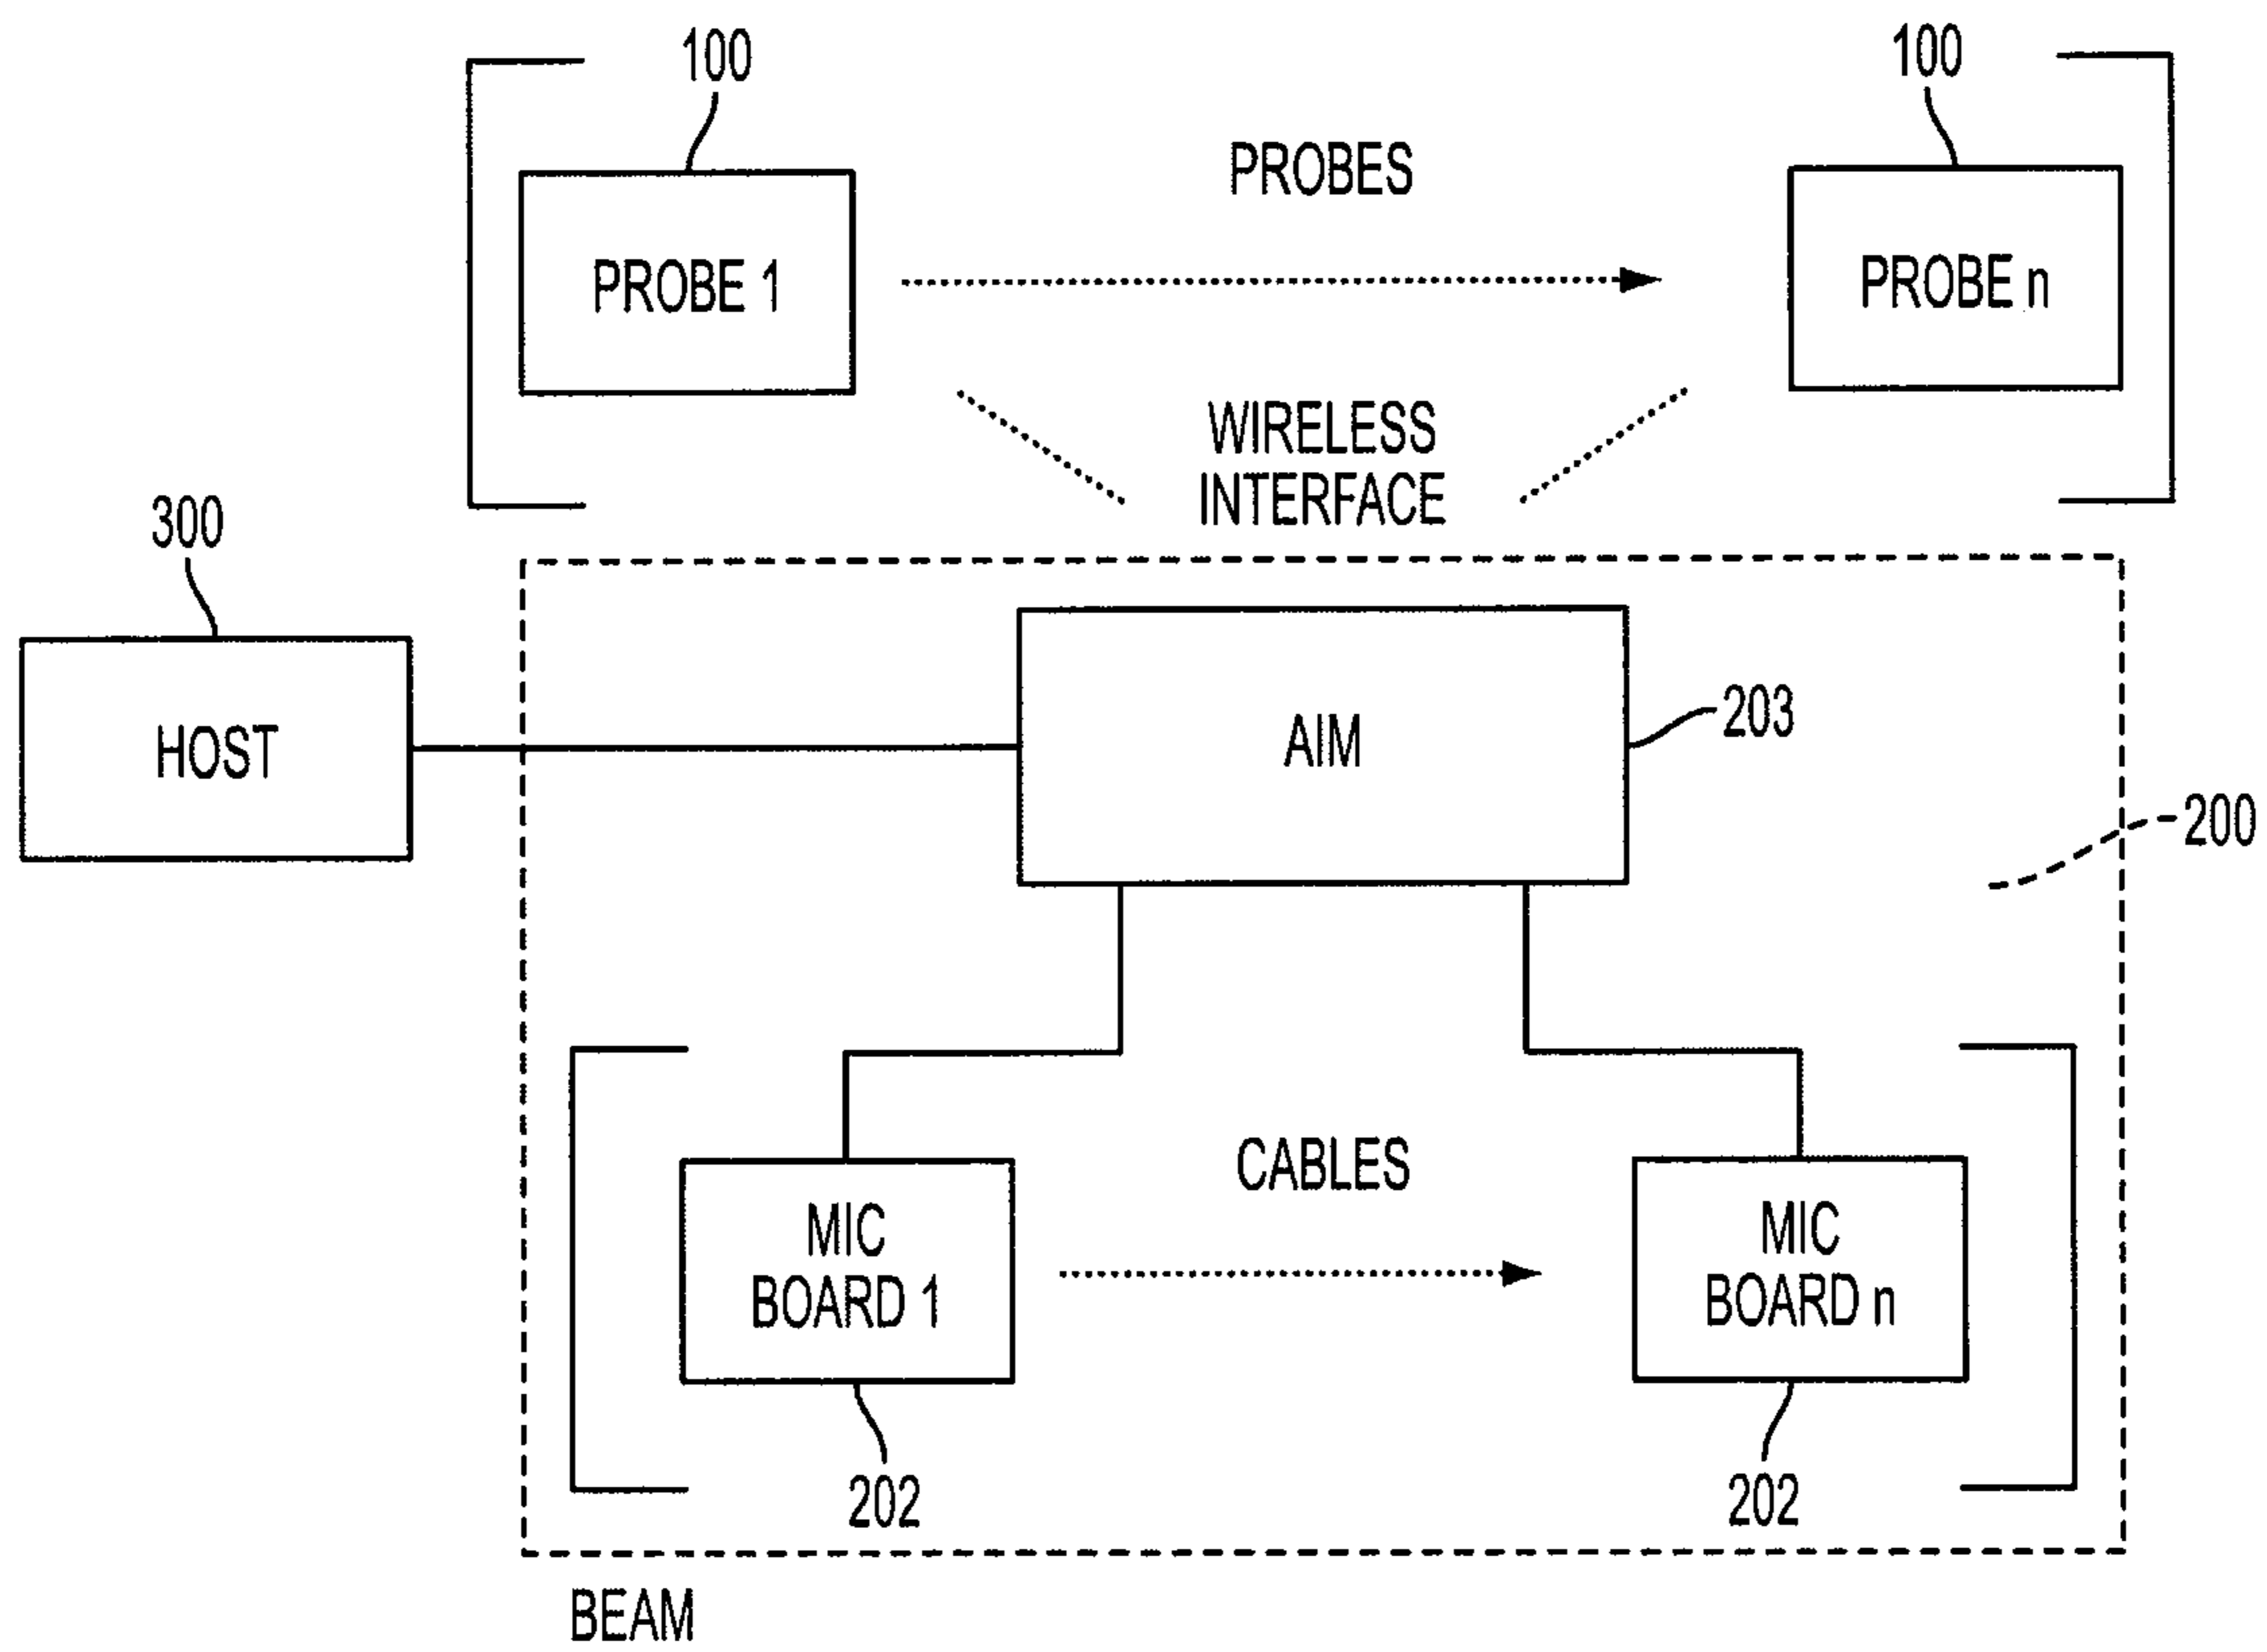 100
100
PROBES
PROBE 1
PROBE n
WIRELESS
INTERFACE
300
HOST
AIM
203
200
CABLES
MIC
BOARD 1
MIC
BOARD n
202
202
BEAM